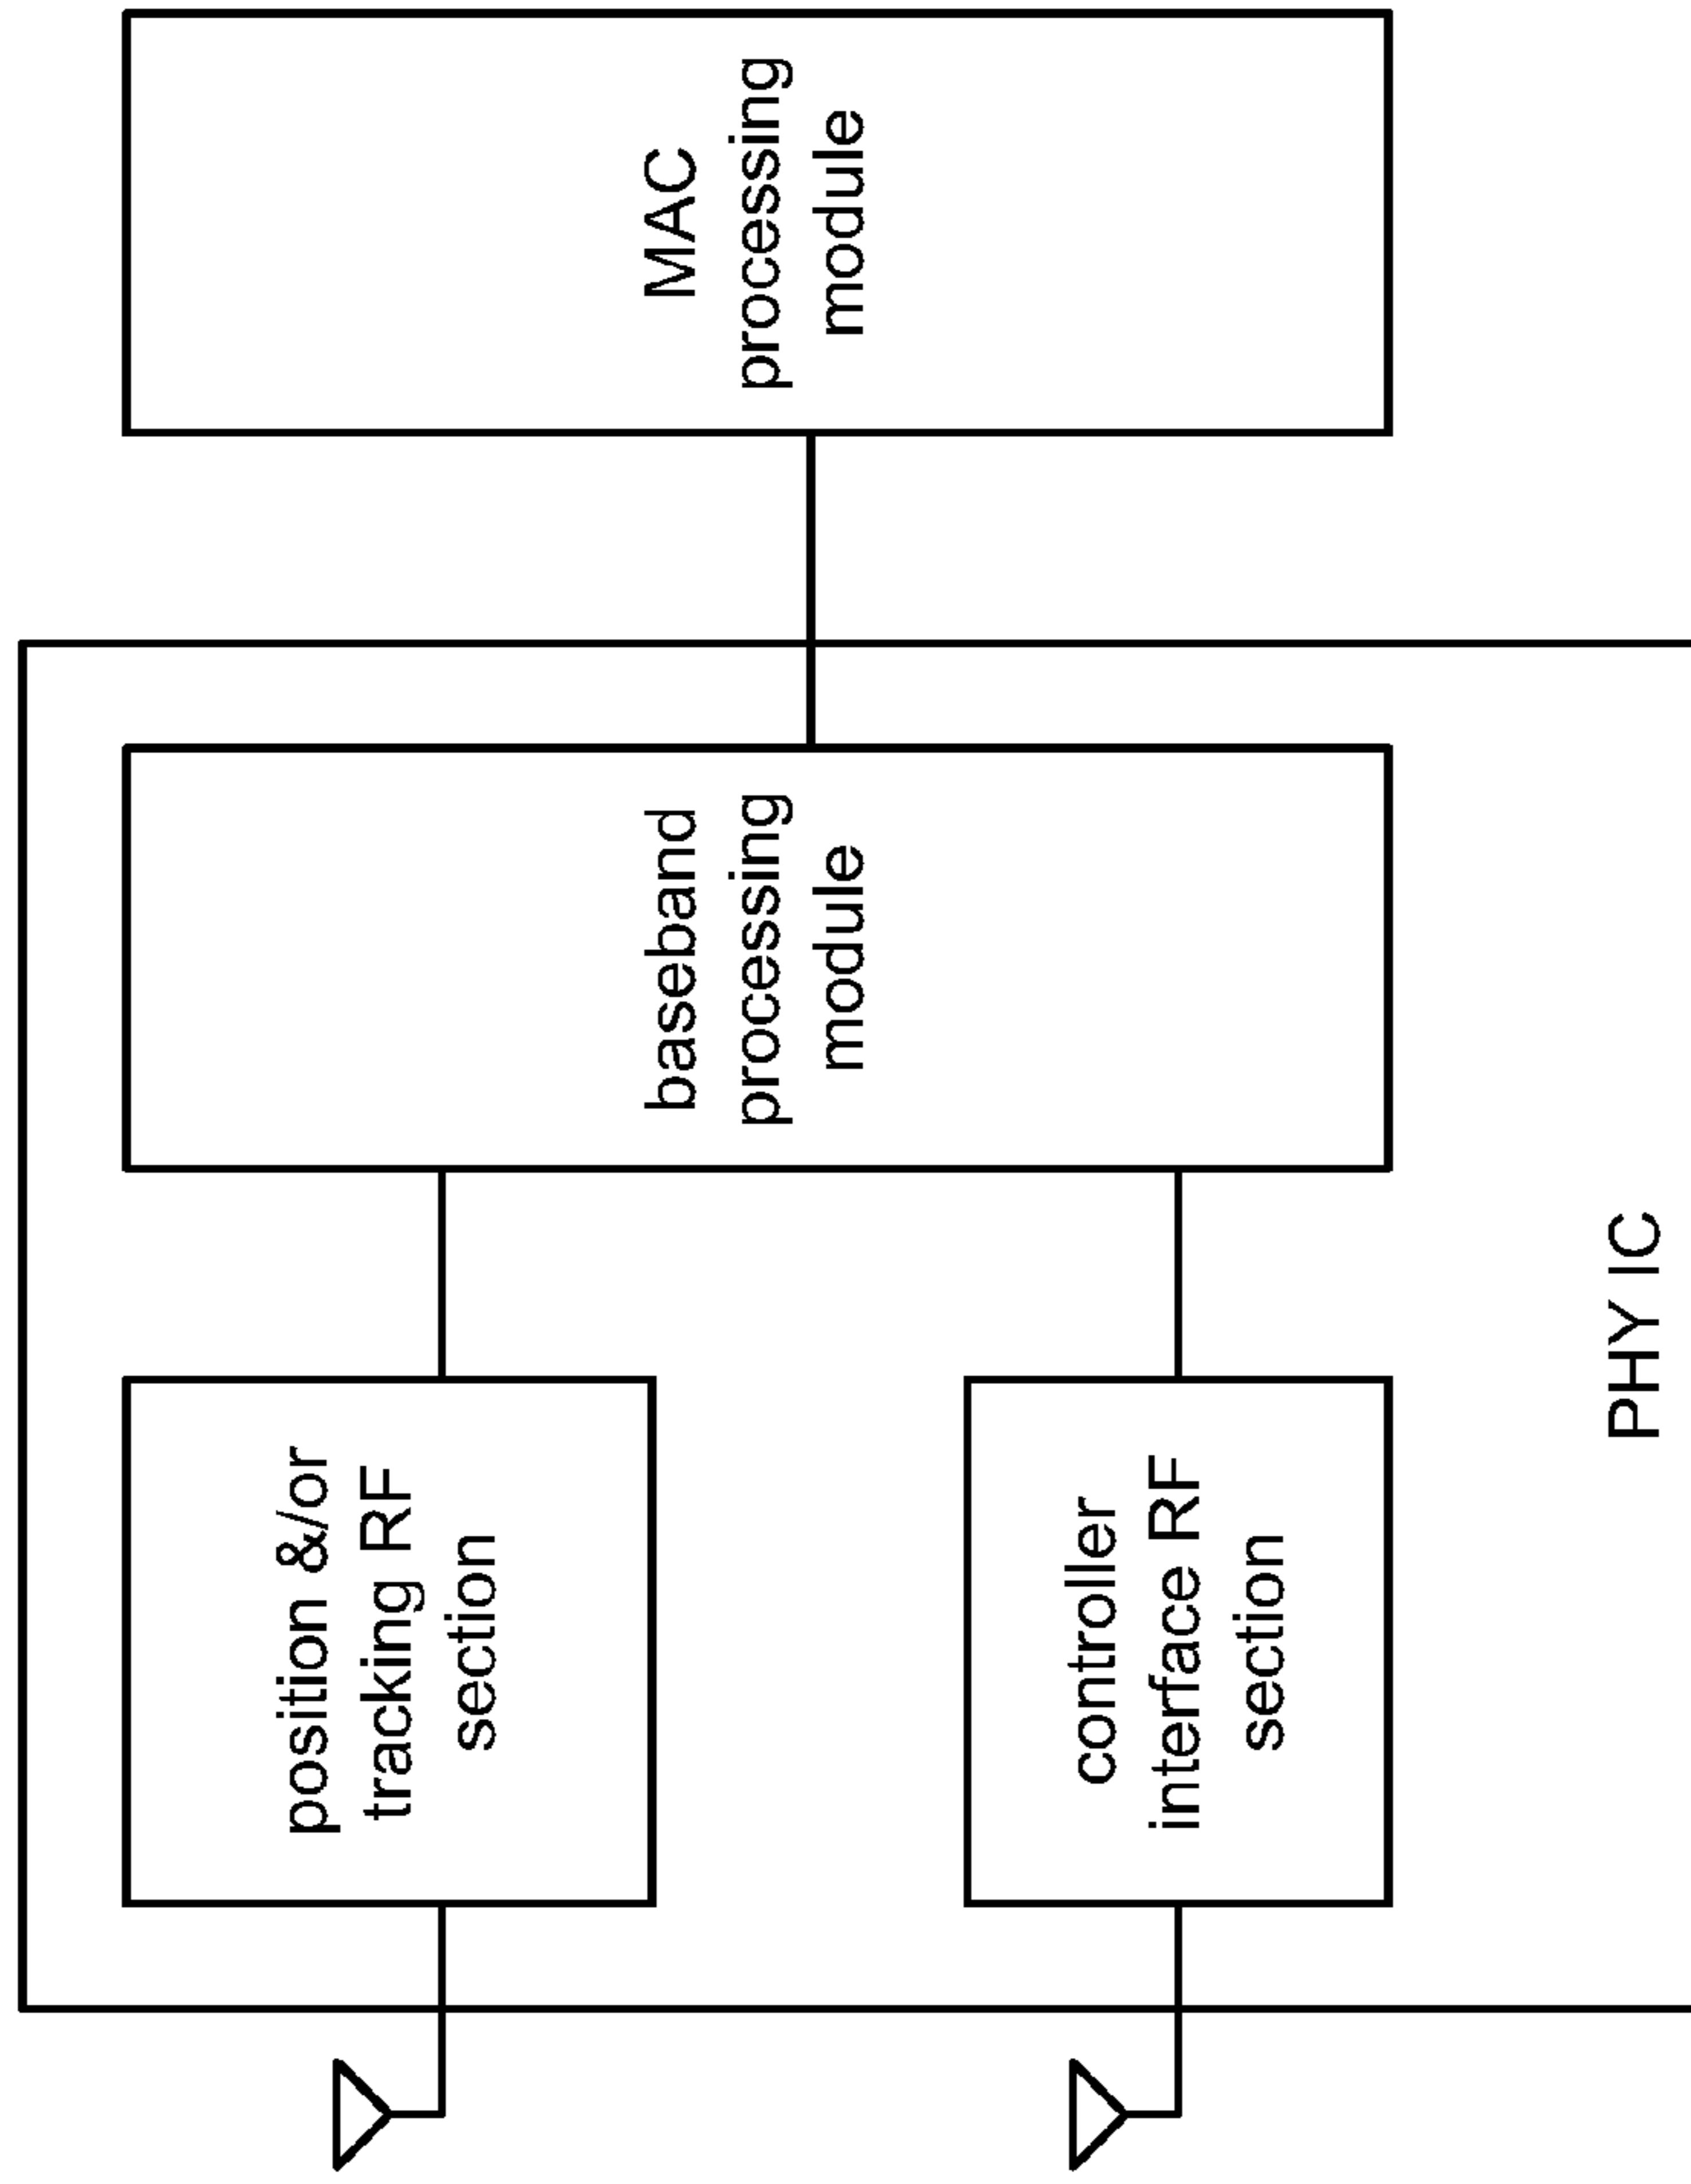 position &/or
tracking RF
section
controller
interface RF
section
baseband
processing
module
MAC
processing
module
PHY IC